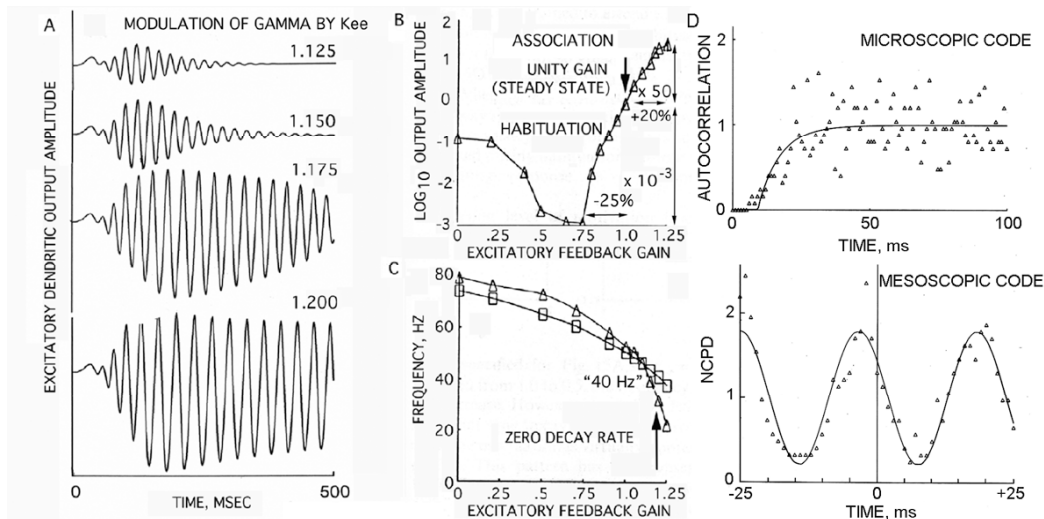 A
MODULATION OF GAMMA BY Kee
1.125
1.150
1.175
1.200
EXCITATORY DENDRITIC OUTPUT AMPLITUDE
0
500
TIME, MSEC
B
LOG10 OUTPUT AMPLITUDE
2
1
0
-1
-2
-3
ASSOCIATION
UNITY GAIN
(STEADY STATE)
x 50
+20%
HABITUATION
x 10-3
-25%
0 .25 .5 .75 1.0 1.25
EXCITATORY FEEDBACK GAIN
C
FREQUENCY, HZ
80
60
40
20
0
"40 Hz"
ZERO DECAY RATE
0 .25 .5 .75 1.0 1.25
EXCITATORY FEEDBACK GAIN
D
MICROSCOPIC CODE
AUTOCORRELATION
2
1
0
0 50 100
TIME, ms
MESOSCOPIC CODE
NCPD
2
1
0
-25 0 +25
TIME, ms